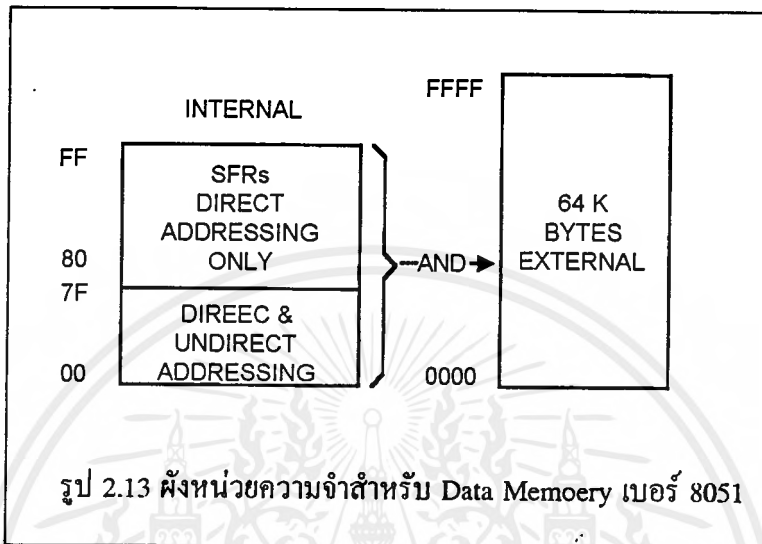 INTERNAL
FF
SFRs
DIRECT
ADDRESSING
ONLY
80
7F
DIREEC &
UNDIRECT
ADDRESSING
00
AND
FFFF
64 K
BYTES
EXTERNAL
0000
รูป 2.13 ผังหน่วยความจำสำหรับ Data Memoery เบอร์ 8051